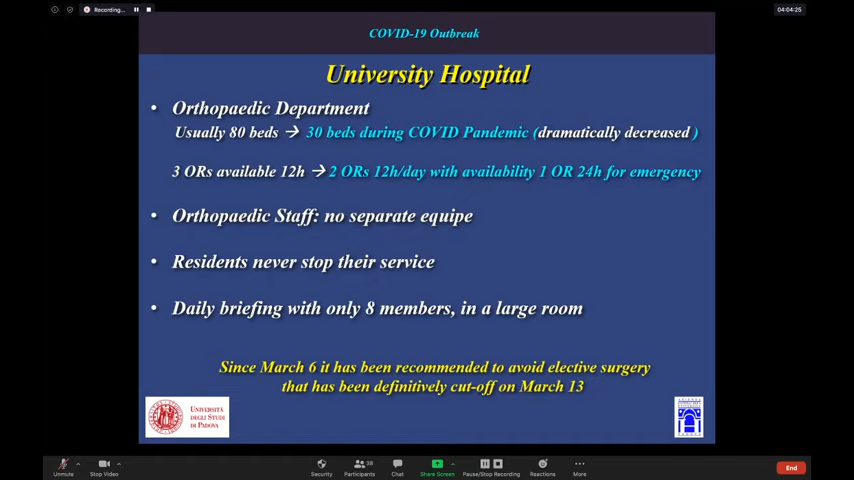 Recording...
04:04:25
COVID-19 Outbreak
University Hospital
• Orthopaedic Department
Usually 80 beds → 30 beds during COVID Pandemic (dramatically decreased )
3 ORs available 12h → 2 ORs 12h/day with availability 1 OR 24h for emergency
• Orthopaedic Staff: no separate equipe
• Residents never stop their service
• Daily briefing with only 8 members, in a large room
Since March 6 it has been recommended to avoid elective surgery
that has been definitively cut-off on March 13
UNIVERSITÀ
DEGLI STUDI
DI PADOVA
Unmute
Stop Video
Security
Participants
38
Chat
Share Screen
Pause/Stop Recording
Reactions
More
End